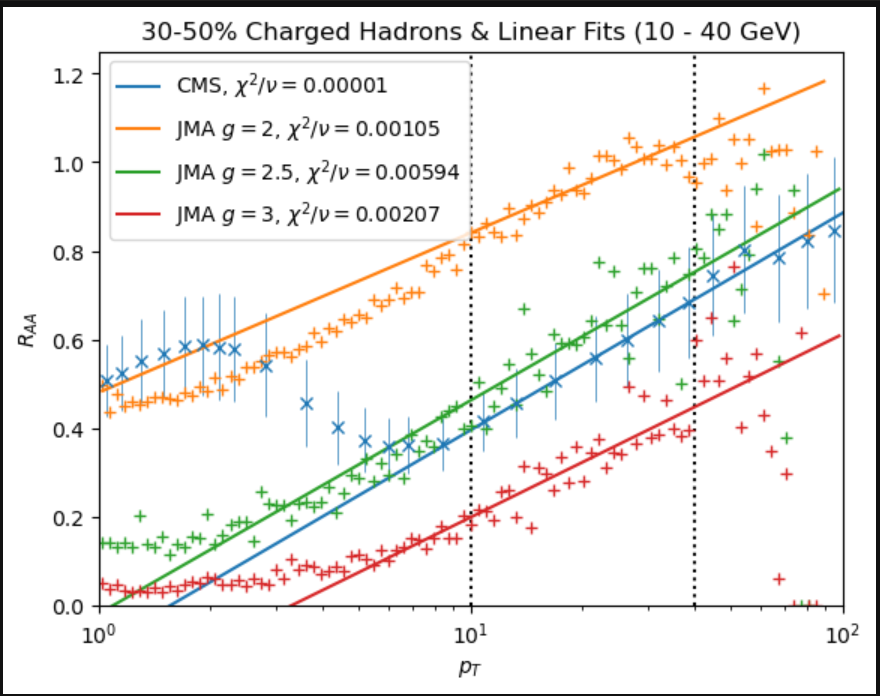 30-50% Charged Hadrons & Linear Fits (10 - 40 GeV)
CMS, χ²/ν = 0.00001
JMA g = 2, χ²/ν = 0.00105
JMA g = 2.5, χ²/ν = 0.00594
JMA g = 3, χ²/ν = 0.00207
1.2
1.0
0.8
0.6
0.4
0.2
0.0
R_AA
10⁰ 10¹ 10²
p_T